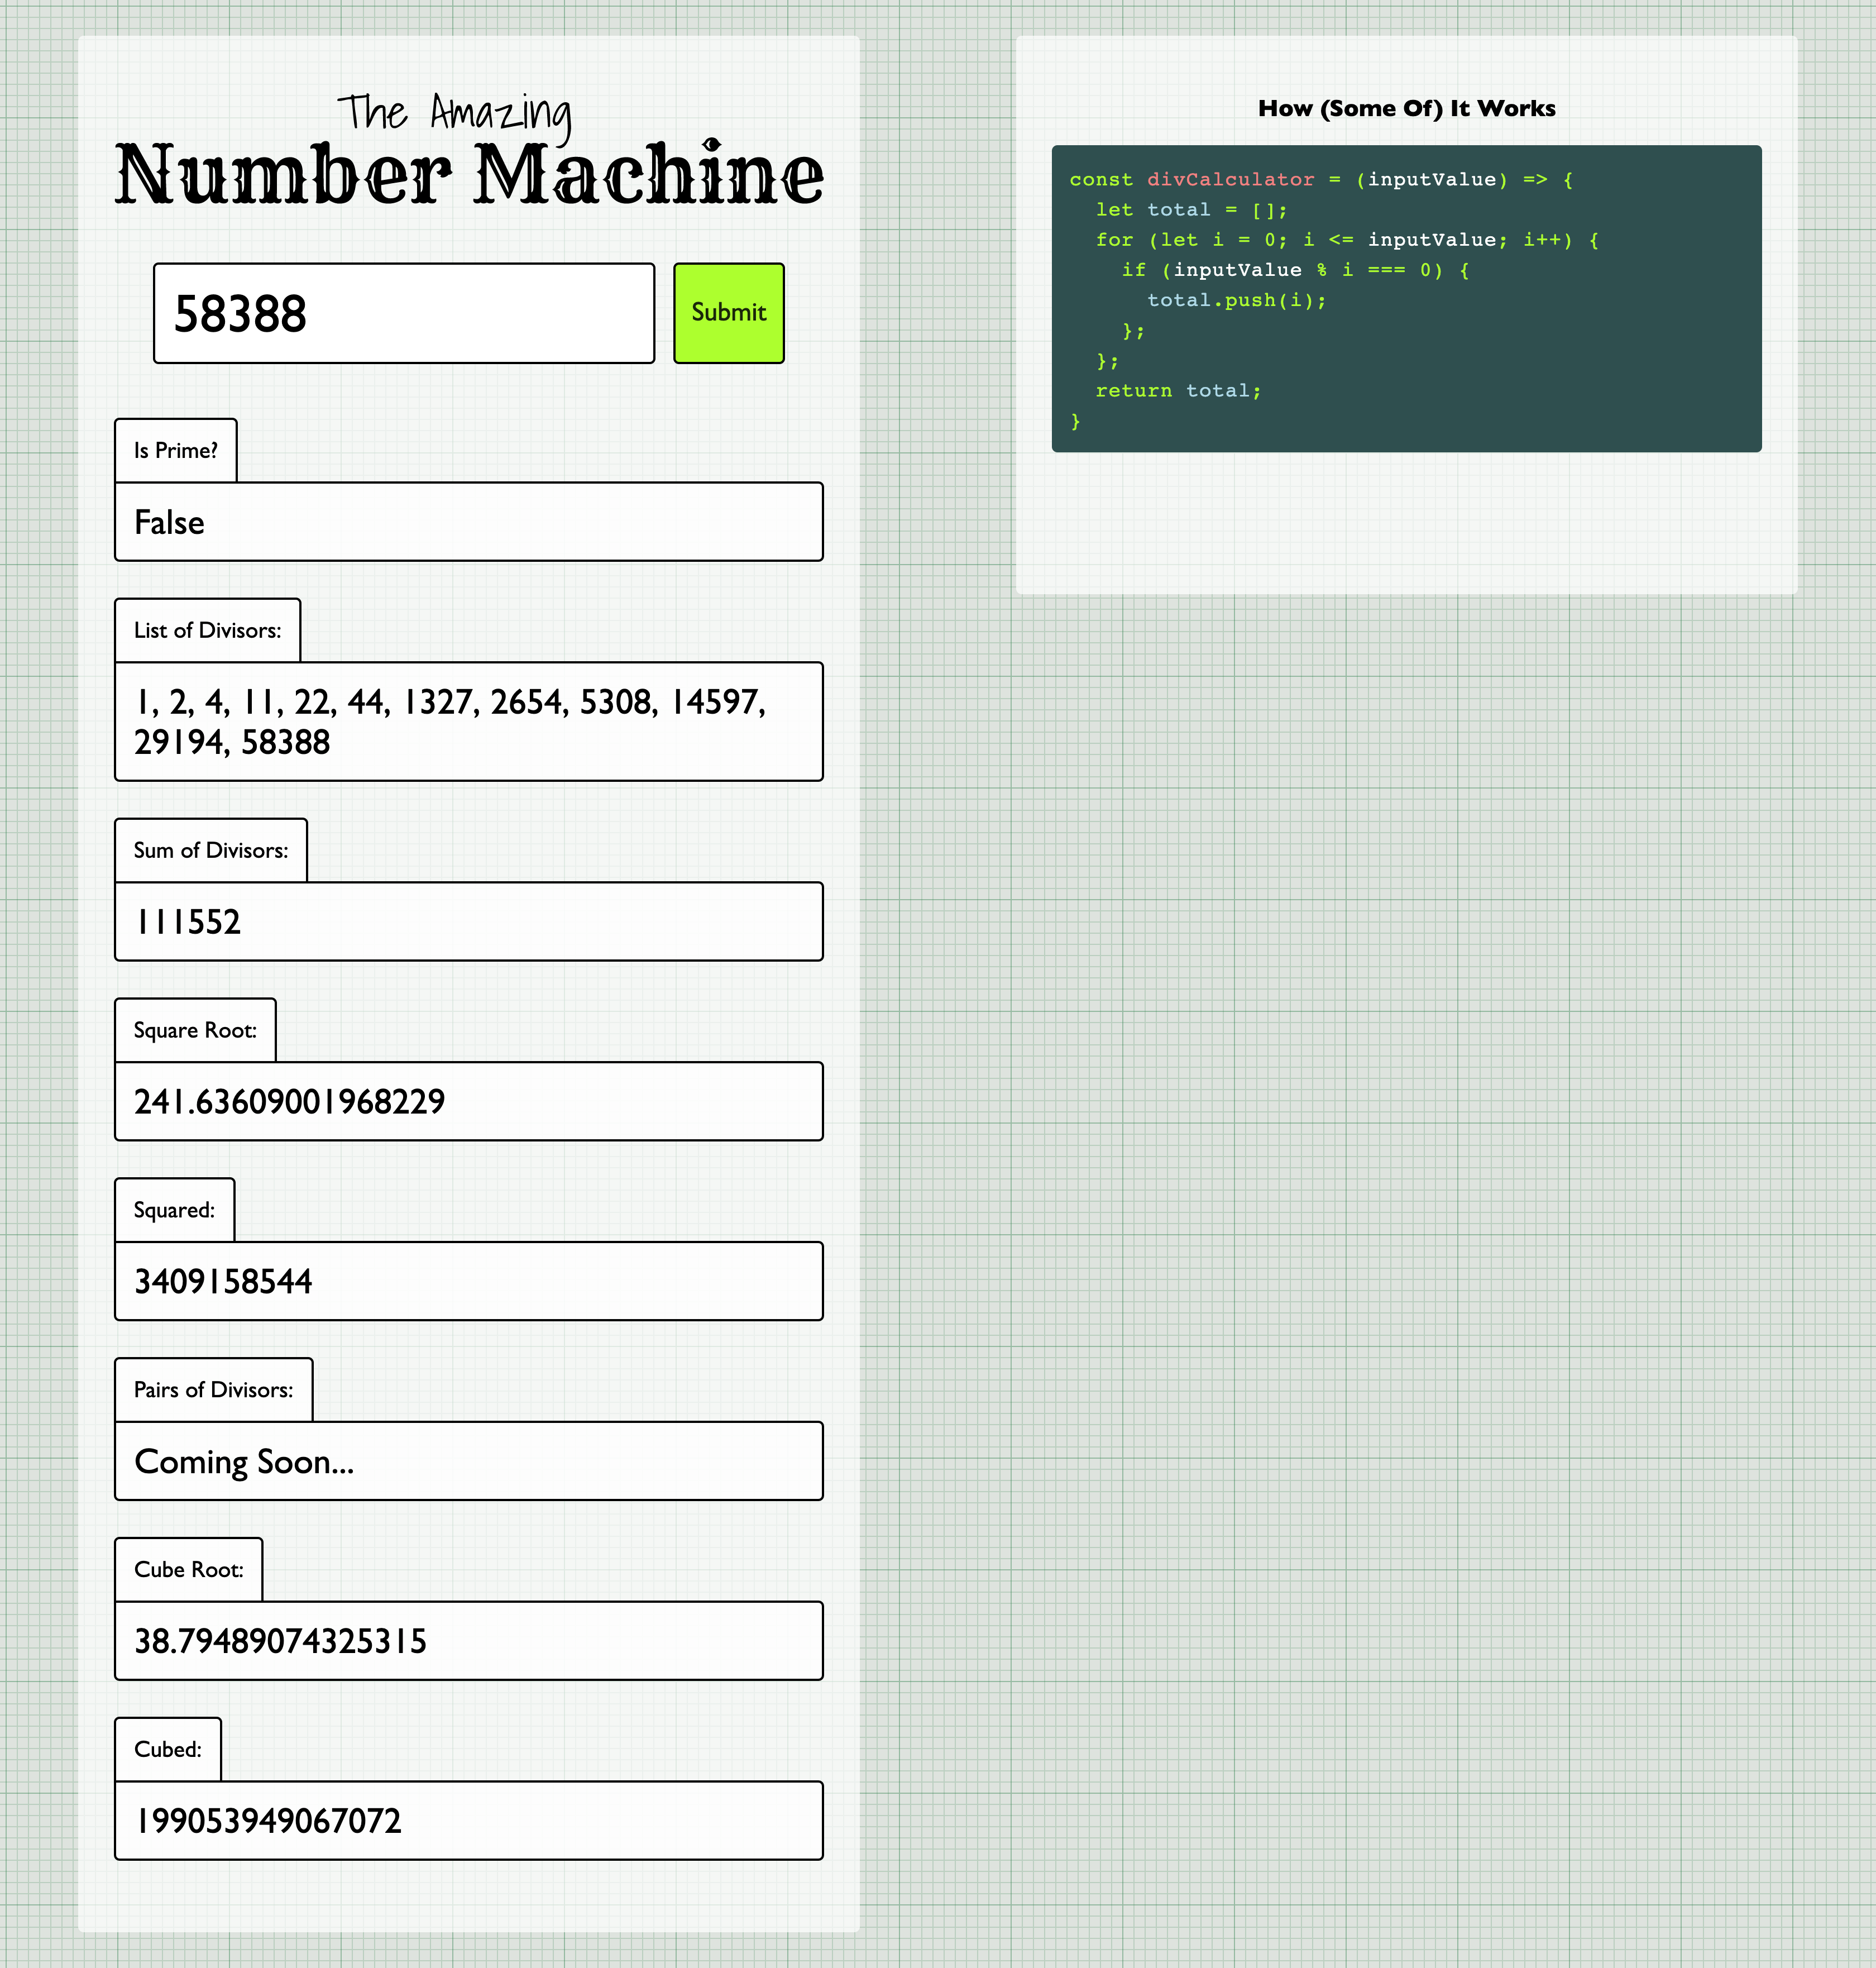 The Amazing
Number Machine
58388
Submit
Is Prime?
False
List of Divisors:
1, 2, 4, 11, 22, 44, 1327, 2654, 5308, 14597,
29194, 58388
Sum of Divisors:
111552
Square Root:
241.63609001968229
Squared:
3409158544
Pairs of Divisors:
Coming Soon...
Cube Root:
38.79489074325315
Cubed:
199053949067072
How (Some Of) It Works
const divCalculator = (inputValue) => {
  let total = [];
  for (let i = 0; i <= inputValue; i++) {
    if (inputValue % i === 0) {
      total.push(i);
    };
  };
  return total;
}